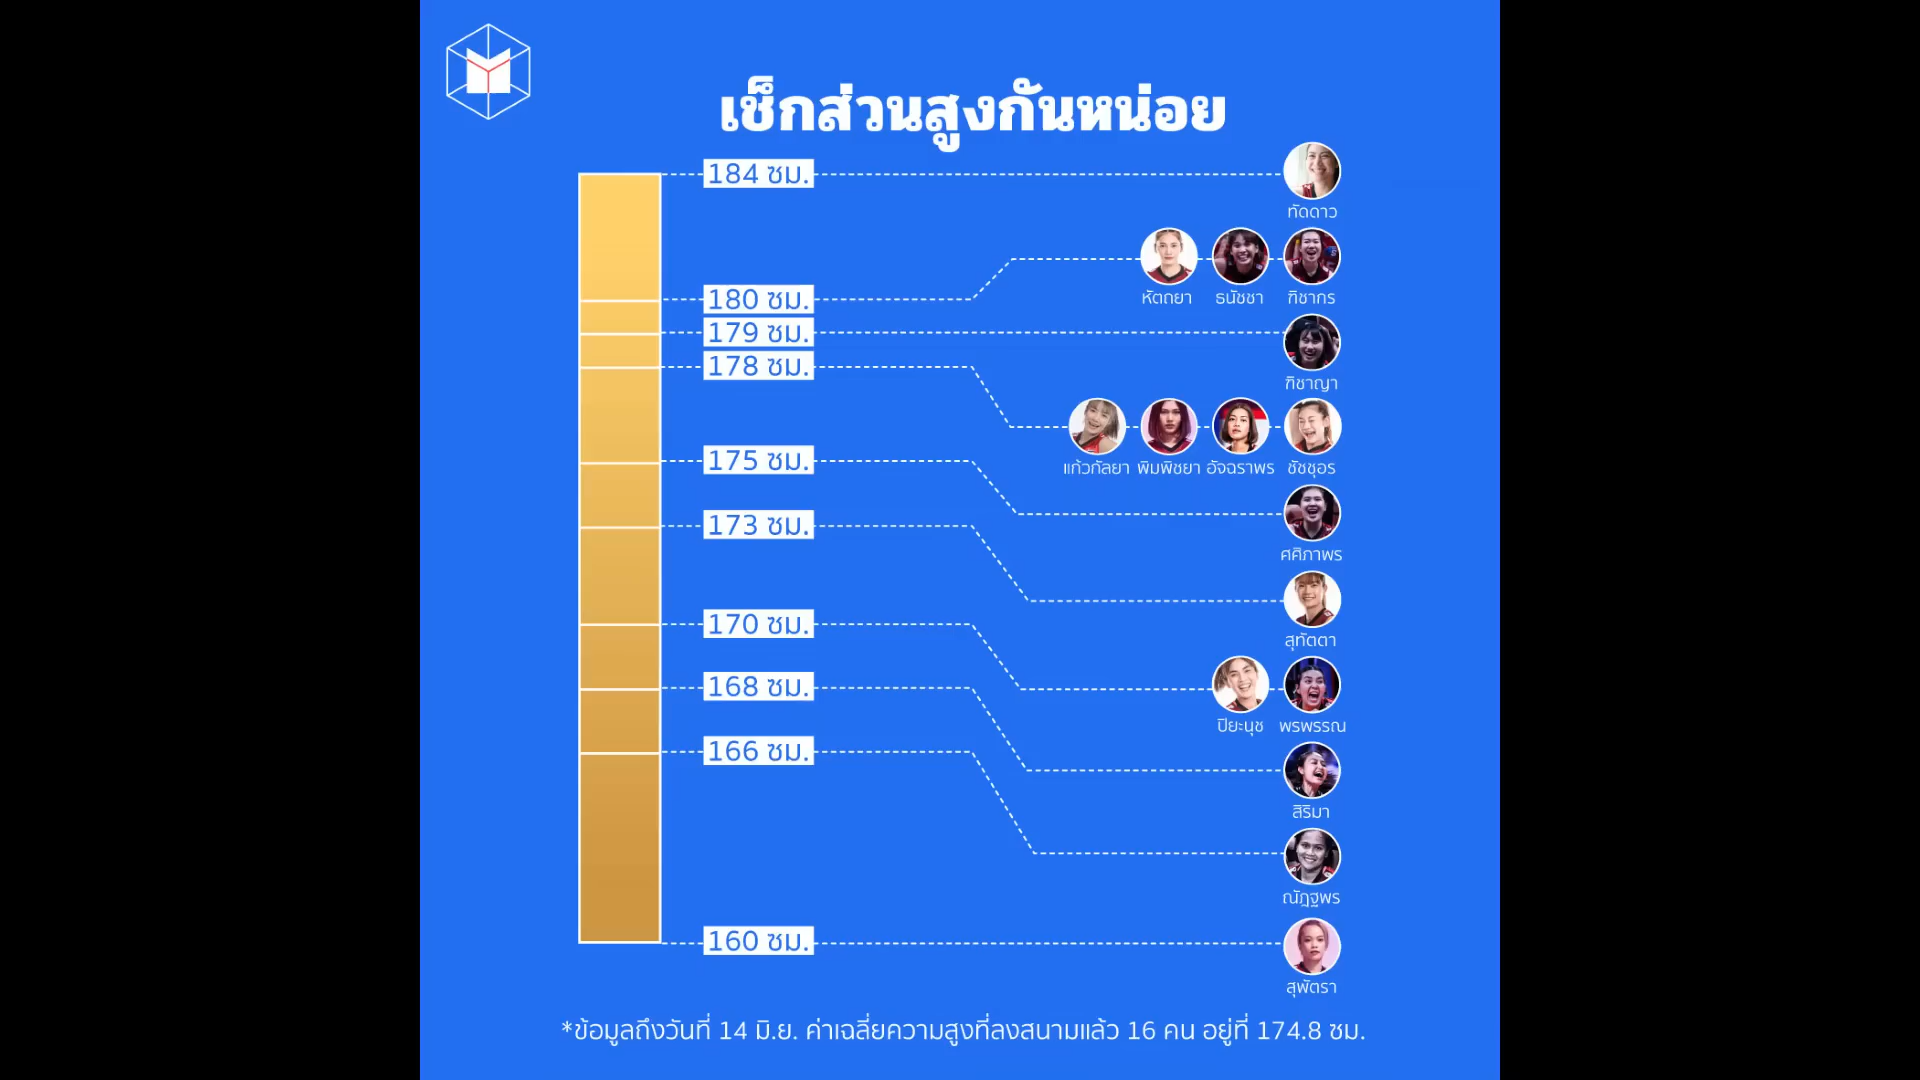 เช็กส่วนสูงกันหน่อย
184 ซม.
ทัดดาว
180 ซม.
หัตถยา ธนัชชา ฑิชากร
179 ซม.
ฑิชาญา
178 ซม.
แก้วกัลยา พิมพิชยา อัจฉราพร ชัชชุอร
175 ซม.
ศศิภาพร
173 ซม.
สุทัตตา
170 ซม.
ปิยะนุช พรพรรณ
168 ซม.
สิริมา
166 ซม.
ณัฏฐพร
160 ซม.
สุพัตรา
*ข้อมูลถึงวันที่ 14 มิ.ย. ค่าเฉลี่ยความสูงที่ลงสนามแล้ว 16 คน อยู่ที่ 174.8 ซม.